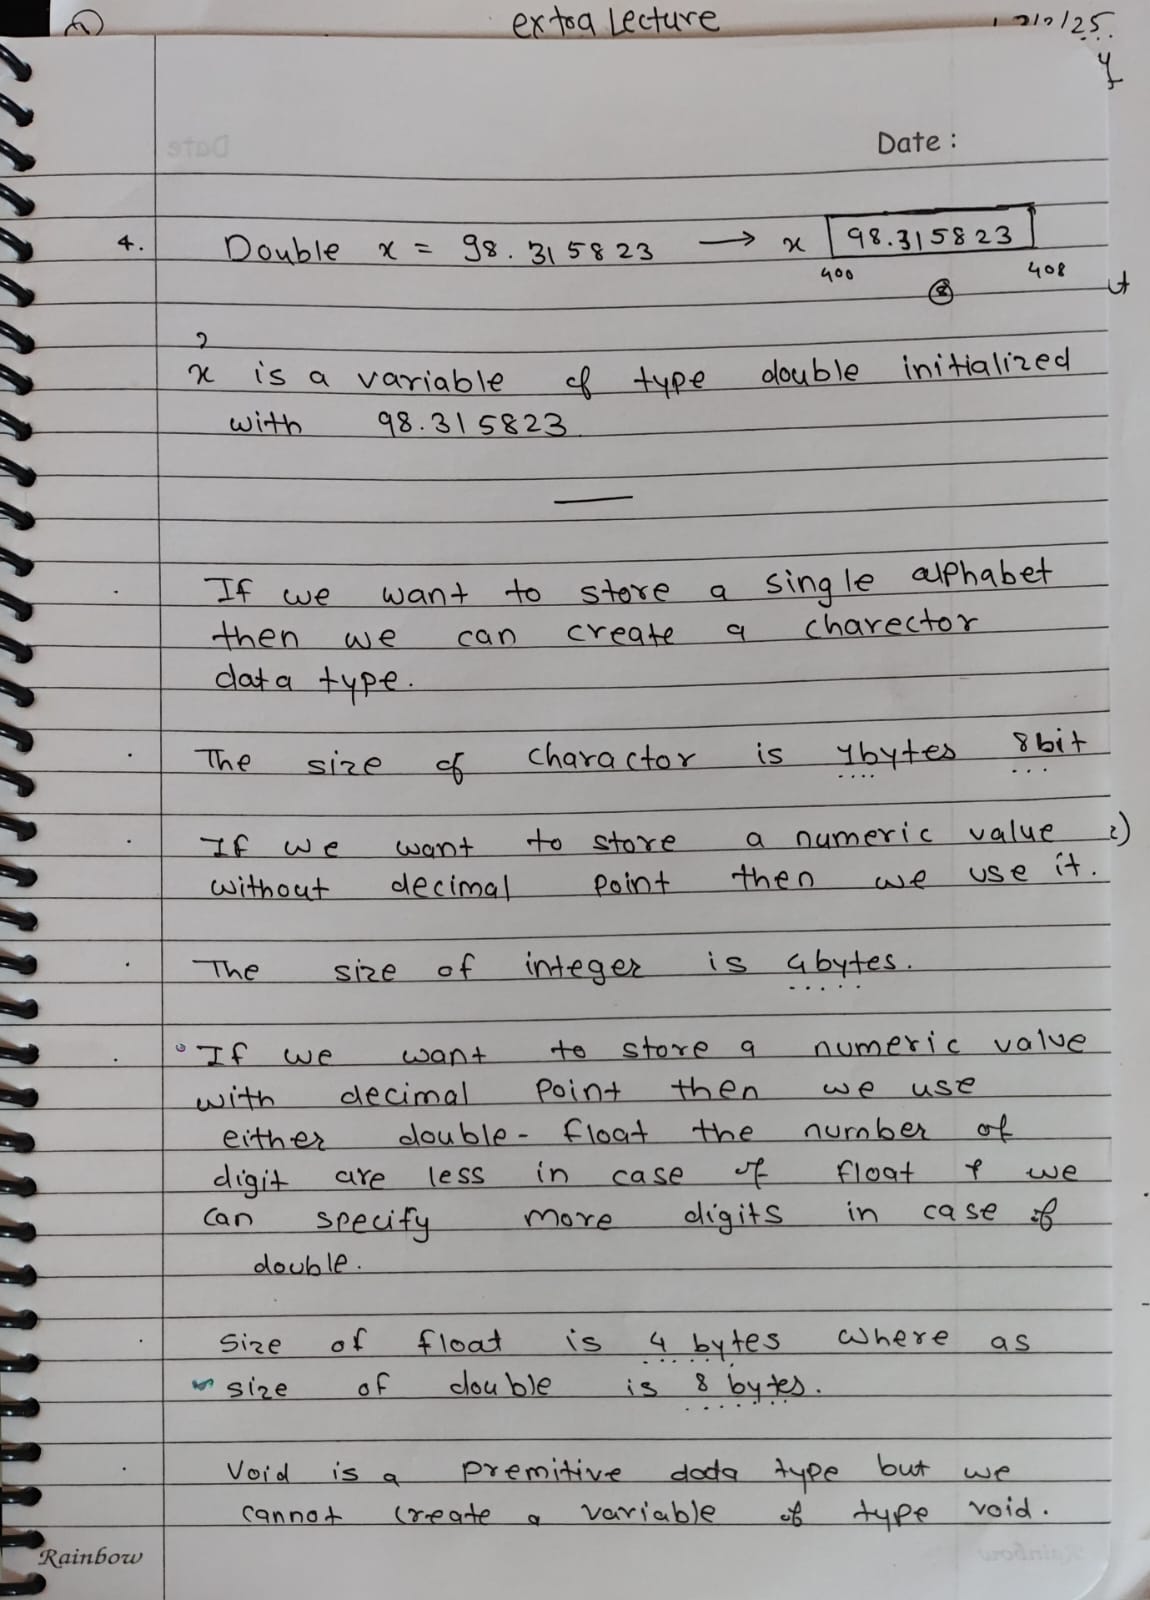 extra Lecture
/25.
Date :
4. Double x = 98.315823 → x 98.315823
400 408
8
x is a variable of type double initialized
with 98.315823
If we want to store a single alphabet
then we can create a charector
data type.
The size of charactor is 1bytes 8bit
If we want to store a numeric value
without decimal point then we use it.
The size of integer is 4bytes.
If we want to store a numeric value
with decimal point then we use
either double- float the number of
digit are less in case of float & we
can specify more digits in case of
double.
Size of float is 4 bytes where as
size of double is 8 bytes.
Void is a premitive data type but we
cannot create a variable of type void.
Rainbow